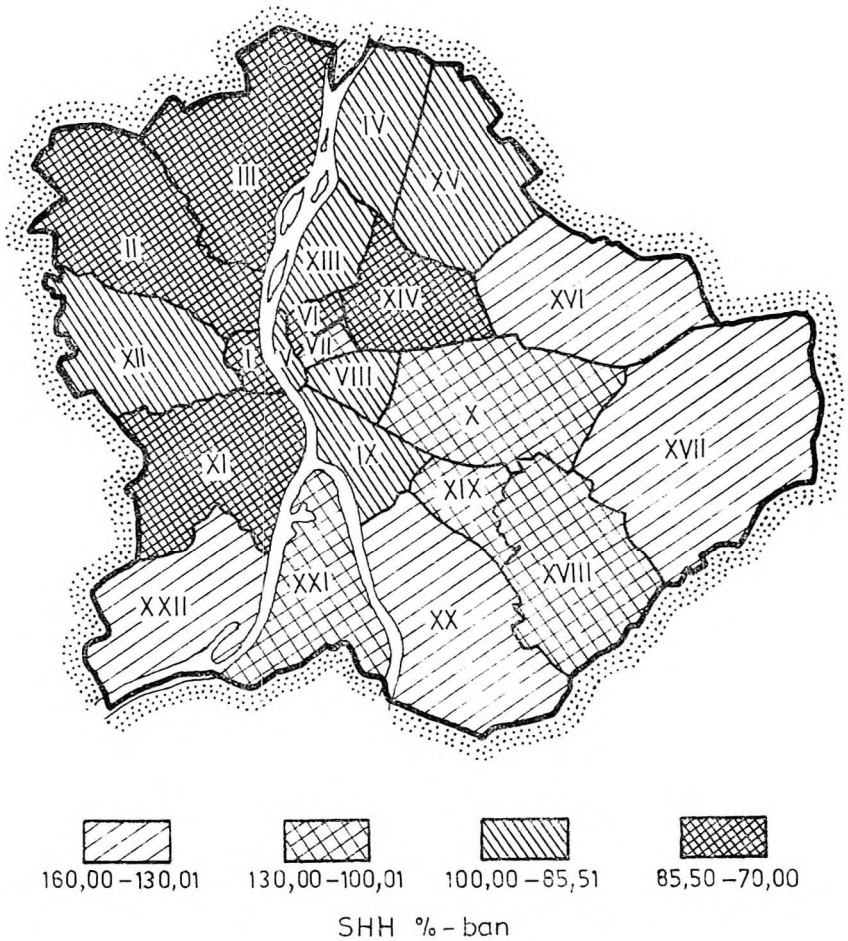 IV
XV
III
II
XIII
XVI
XIV
VI
XII
VII
I
V
VIII
X
XVII
XI
IX
XIX
XVIII
XXI
XXII
XX
160,00-130,01 130,00-100,01 100,00-85,51 85,50-70,00
SHH %-ban